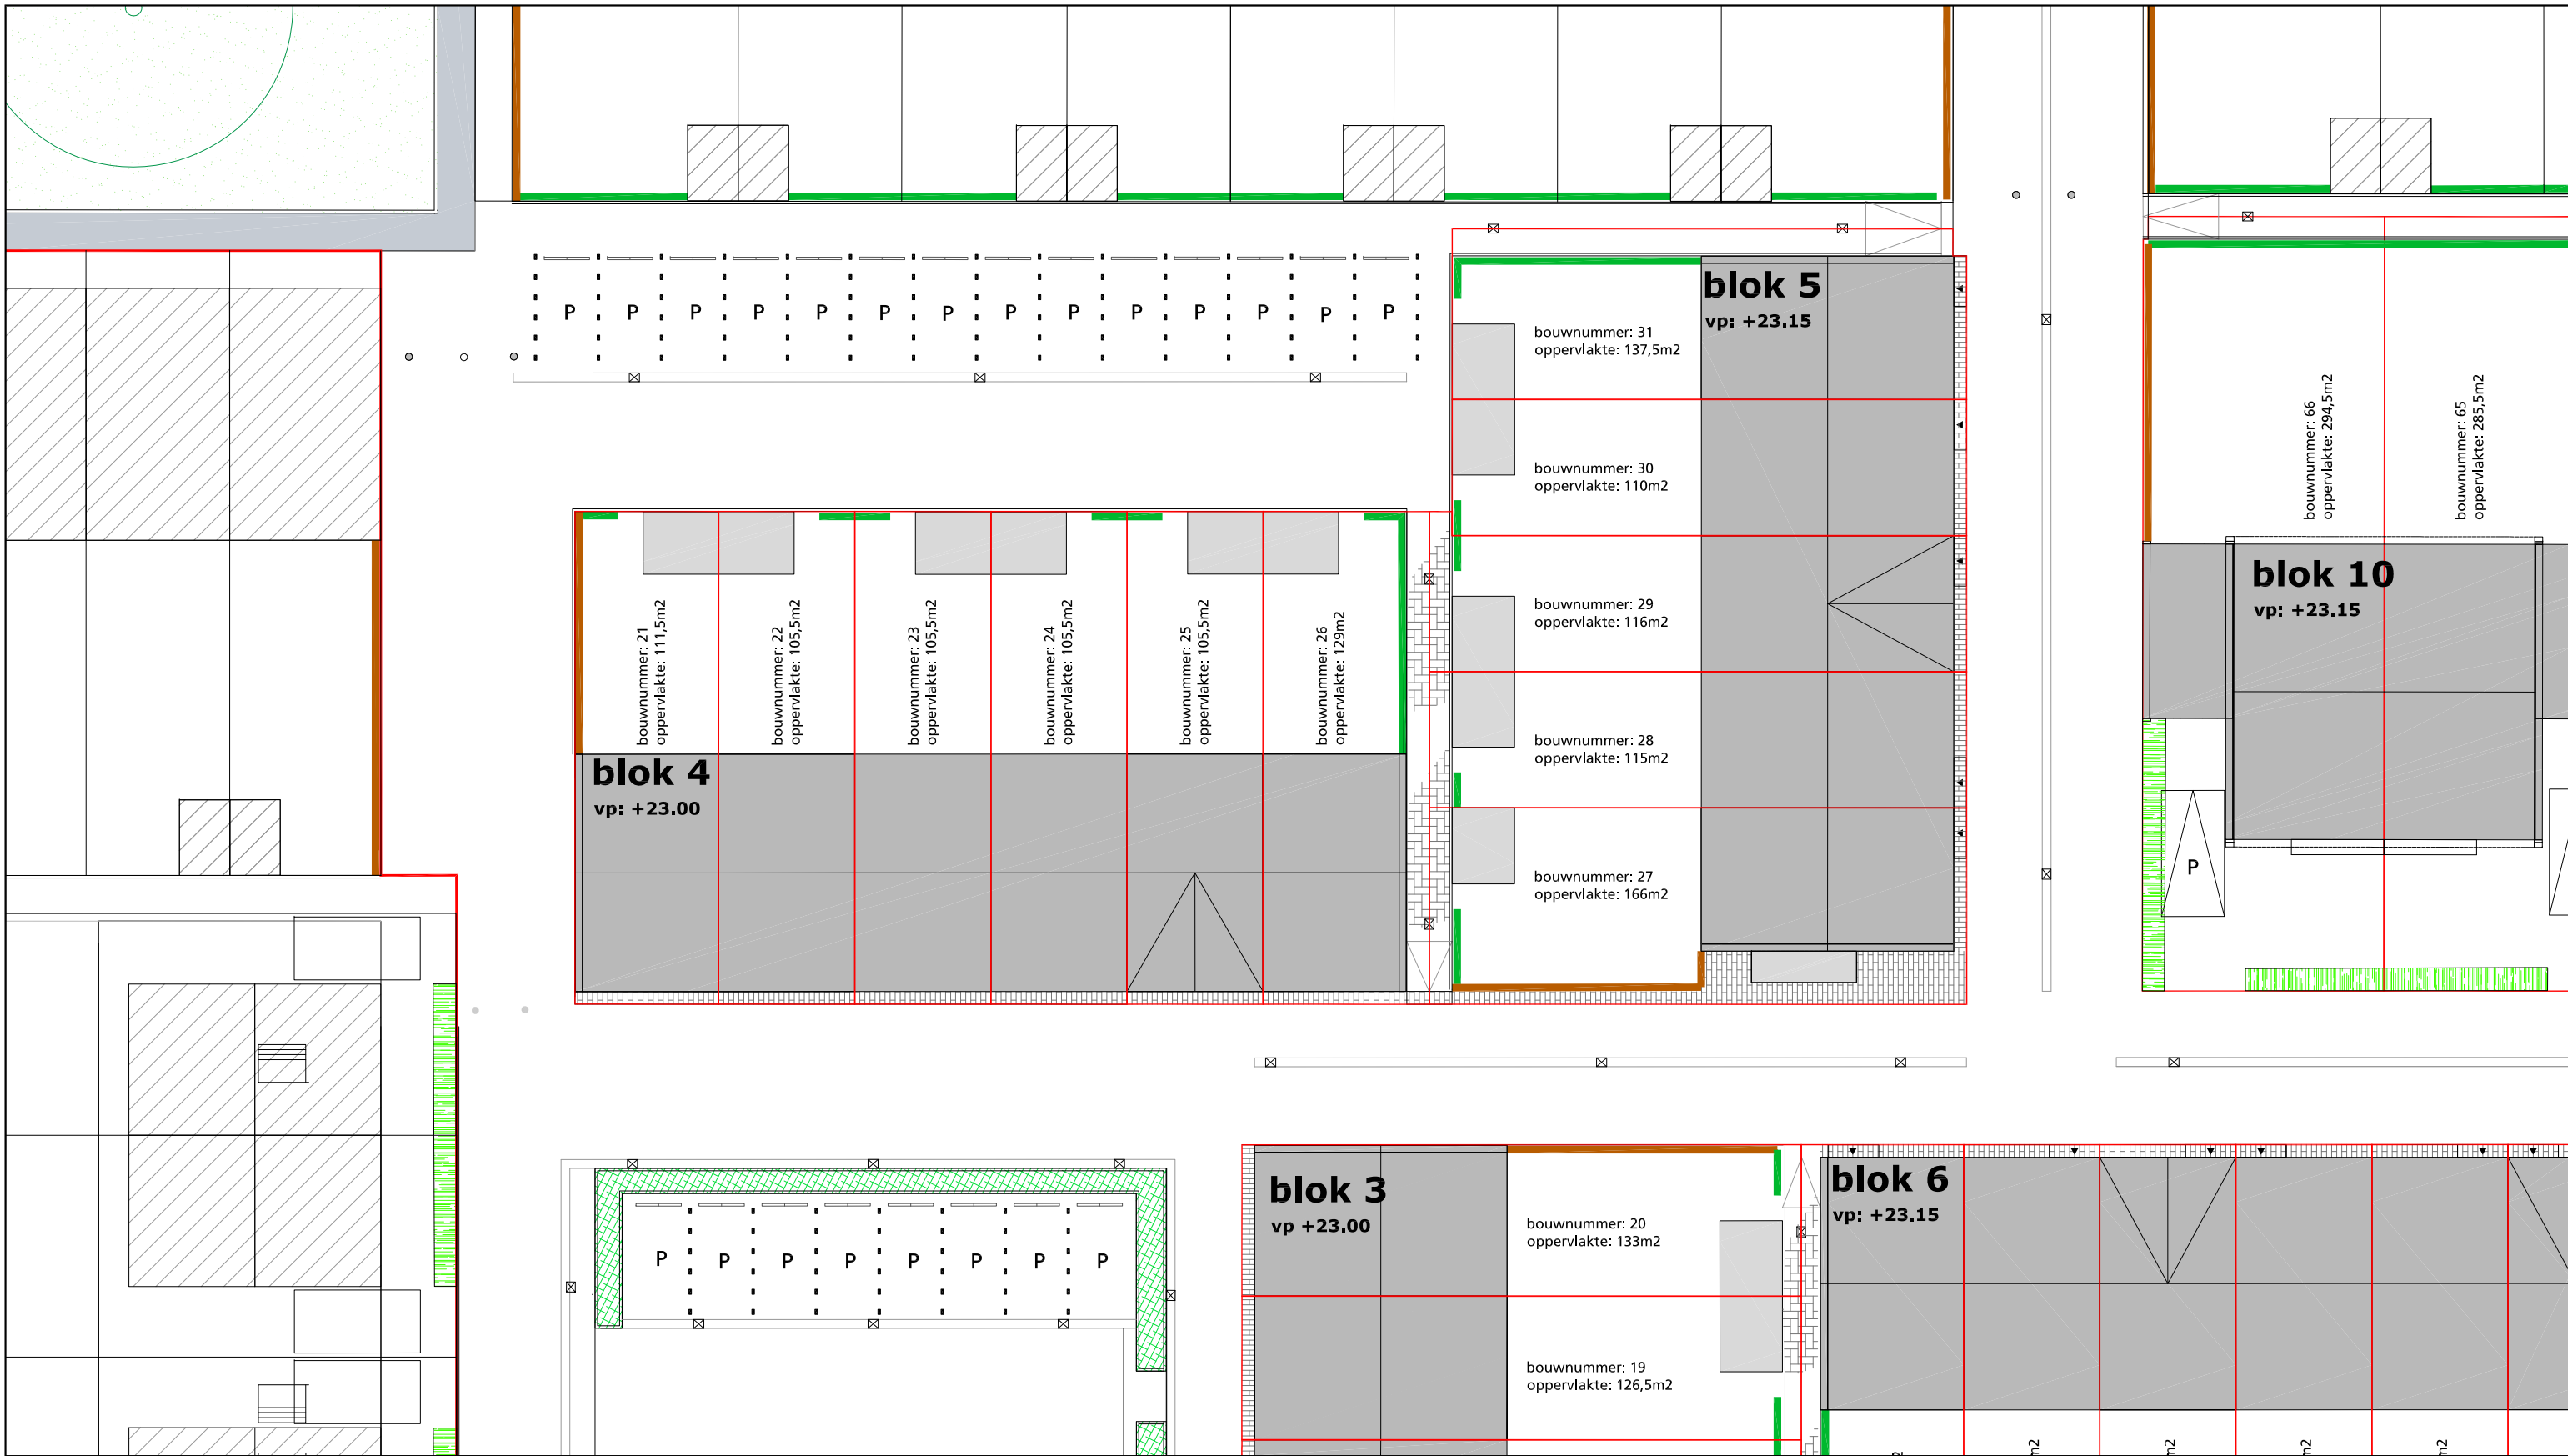 P P P P P P P P P P P P P P
blok 5
vp: +23.15
bouwnummer: 31
oppervlakte: 137,5m2
bouwnummer: 30
oppervlakte: 110m2
bouwnummer: 29
oppervlakte: 116m2
bouwnummer: 28
oppervlakte: 115m2
bouwnummer: 27
oppervlakte: 166m2
bouwnummer: 66
oppervlakte: 294,5m2
bouwnummer: 65
oppervlakte: 285,5m2
blok 10
vp: +23.15
P
bouwnummer: 21
oppervlakte: 111,5m2
bouwnummer: 22
oppervlakte: 105,5m2
bouwnummer: 23
oppervlakte: 105,5m2
bouwnummer: 24
oppervlakte: 105,5m2
bouwnummer: 25
oppervlakte: 105,5m2
bouwnummer: 26
oppervlakte: 129m2
blok 4
vp: +23.00
P P P P P P P P
blok 3
vp +23.00
bouwnummer: 20
oppervlakte: 133m2
bouwnummer: 19
oppervlakte: 126,5m2
blok 6
vp: +23.15
m2
m2
m2
m2